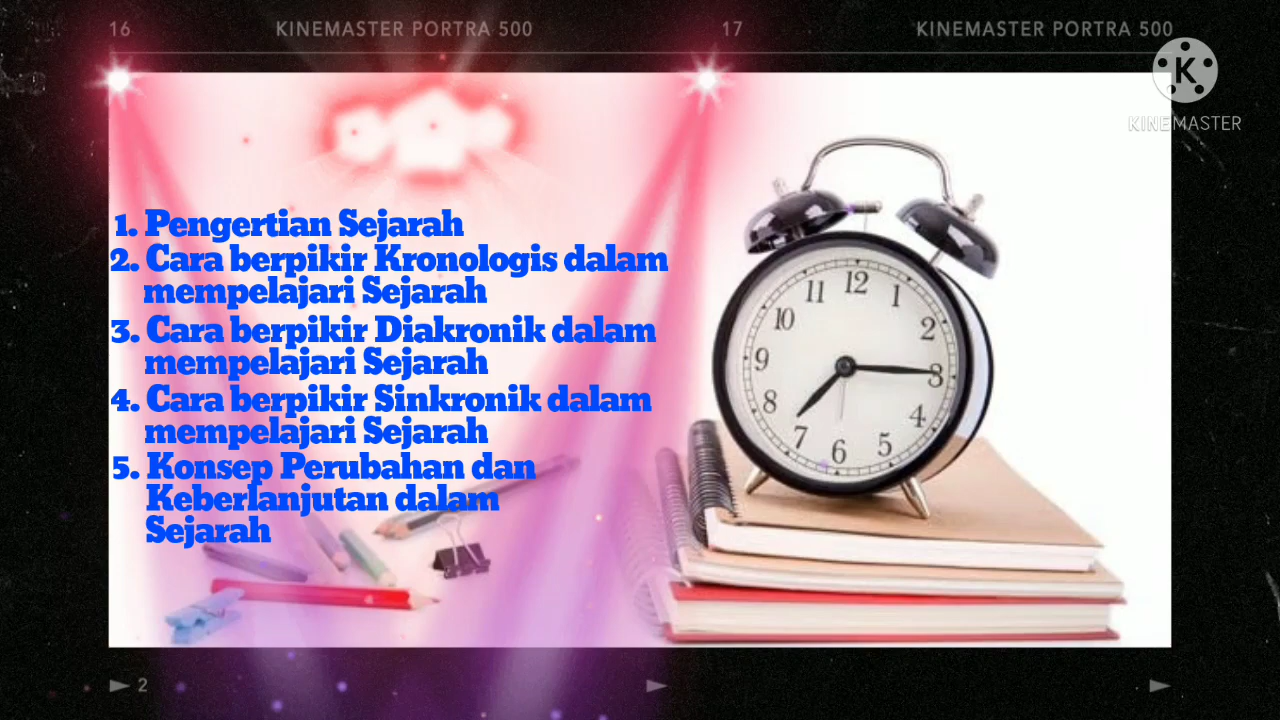 16 KINEMASTER PORTRA 500 17 KINEMASTER PORTRA 500
K
KINEMASTER
1. Pengertian Sejarah
2. Cara berpikir Kronologis dalam
mempelajari Sejarah
3. Cara berpikir Diakronik dalam
mempelajari Sejarah
4. Cara berpikir Sinkronik dalam
mempelajari Sejarah
5. Konsep Perubahan dan
Keberlanjutan dalam
Sejarah
12
11 1
10 2
9 3
8 4
7 5
6
2